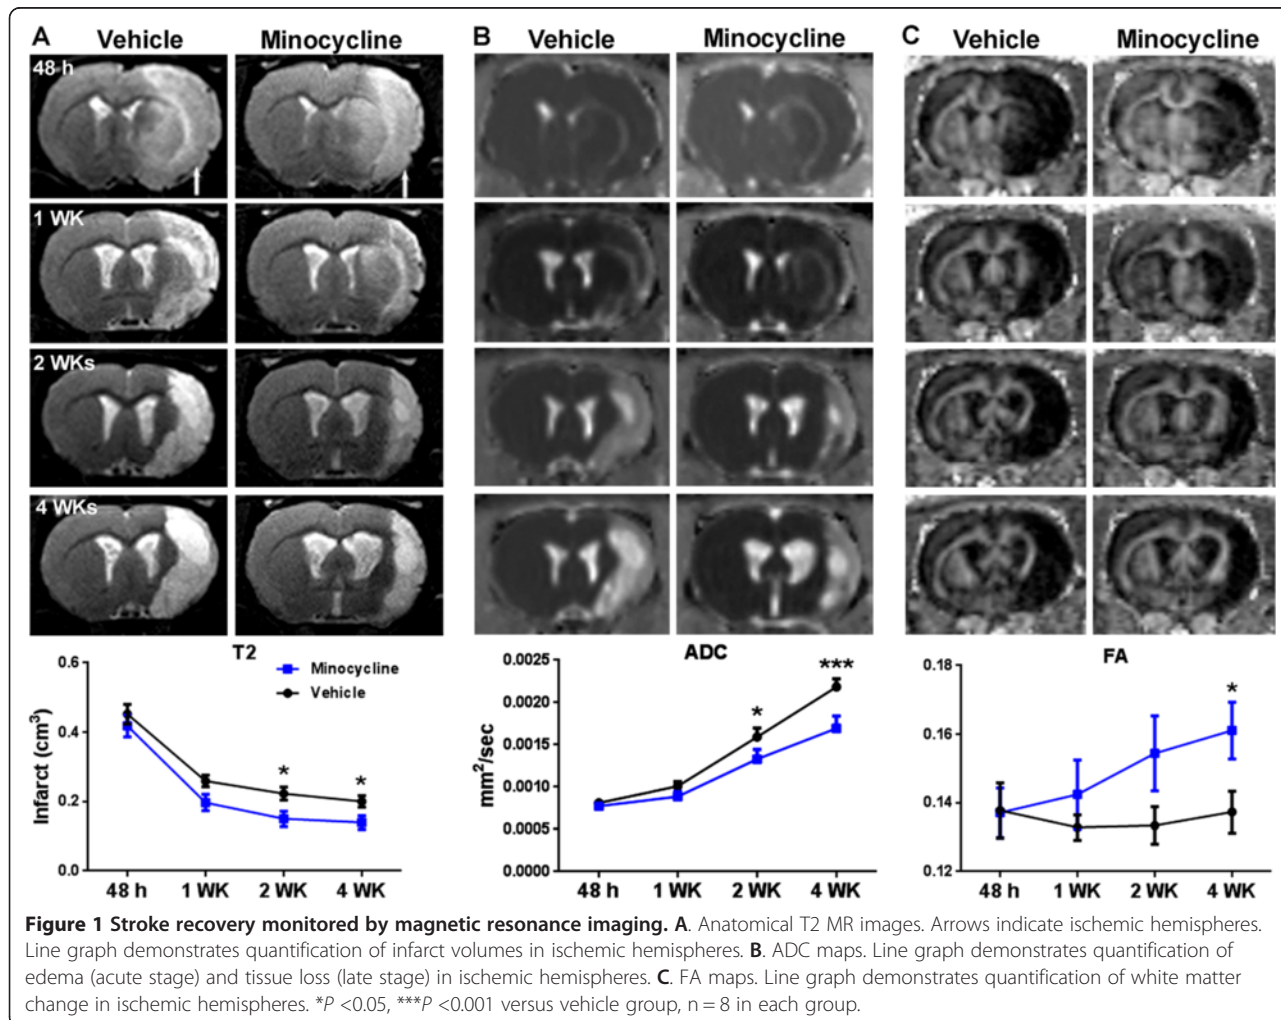 A Vehicle Minocycline
B Vehicle Minocycline
C Vehicle Minocycline
48 h
1 WK
2 WKs
4 WKs
T2
0.6
0.4
0.2
0.0
Infarct (cm³)
Minocycline
Vehicle
* *
48 h 1 WK 2 WK 4 WK
ADC
0.0025
0.0020
0.0015
0.0010
0.0005
0.0000
mm²/sec
* ***
48 h 1 WK 2 WK 4 WK
FA
0.18
0.16
0.14
0.12
*
48 h 1 WK 2 WK 4 WK
Figure 1 Stroke recovery monitored by magnetic resonance imaging. A. Anatomical T2 MR images. Arrows indicate ischemic hemispheres.
Line graph demonstrates quantification of infarct volumes in ischemic hemispheres. B. ADC maps. Line graph demonstrates quantification of
edema (acute stage) and tissue loss (late stage) in ischemic hemispheres. C. FA maps. Line graph demonstrates quantification of white matter
change in ischemic hemispheres. *P <0.05, ***P <0.001 versus vehicle group, n = 8 in each group.